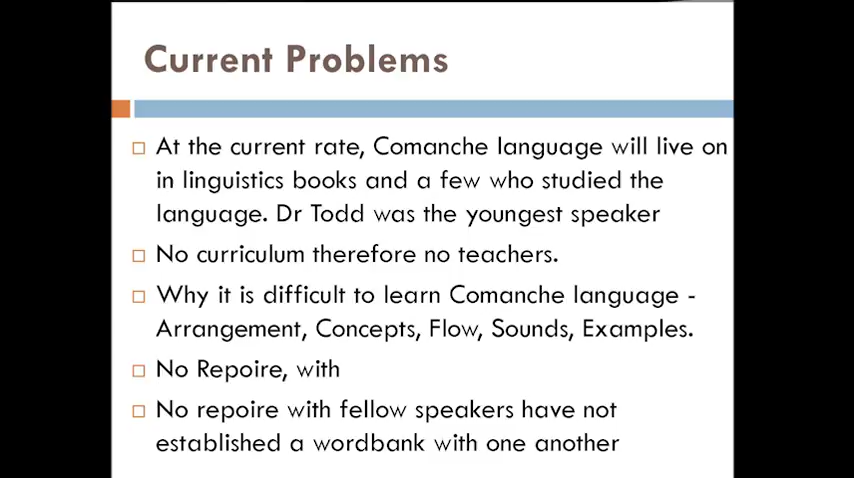 Current Problems
At the current rate, Comanche language will live on
in linguistics books and a few who studied the
language. Dr Todd was the youngest speaker
No curriculum therefore no teachers.
Why it is difficult to learn Comanche language -
Arrangement, Concepts, Flow, Sounds, Examples.
No Repoire, with
No repoire with fellow speakers have not
established a wordbank with one another